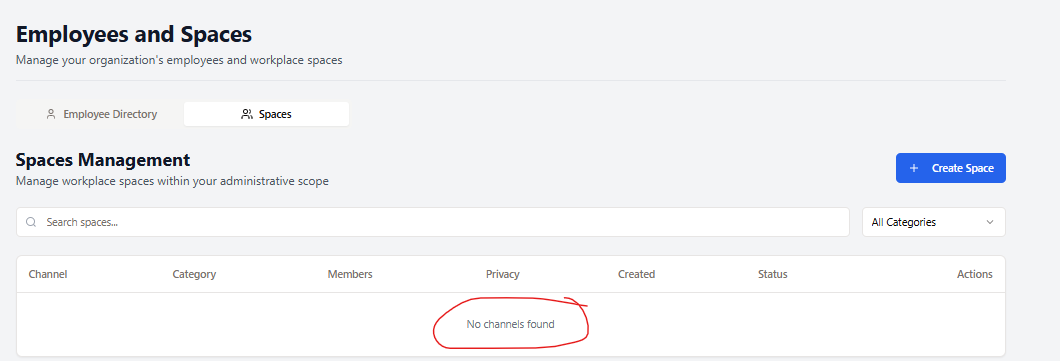 Employees and Spaces
Manage your organization's employees and workplace spaces
Employee Directory Spaces
Spaces Management
Manage workplace spaces within your administrative scope
+ Create Space
Search spaces... All Categories
Channel Category Members Privacy Created Status Actions
No channels found